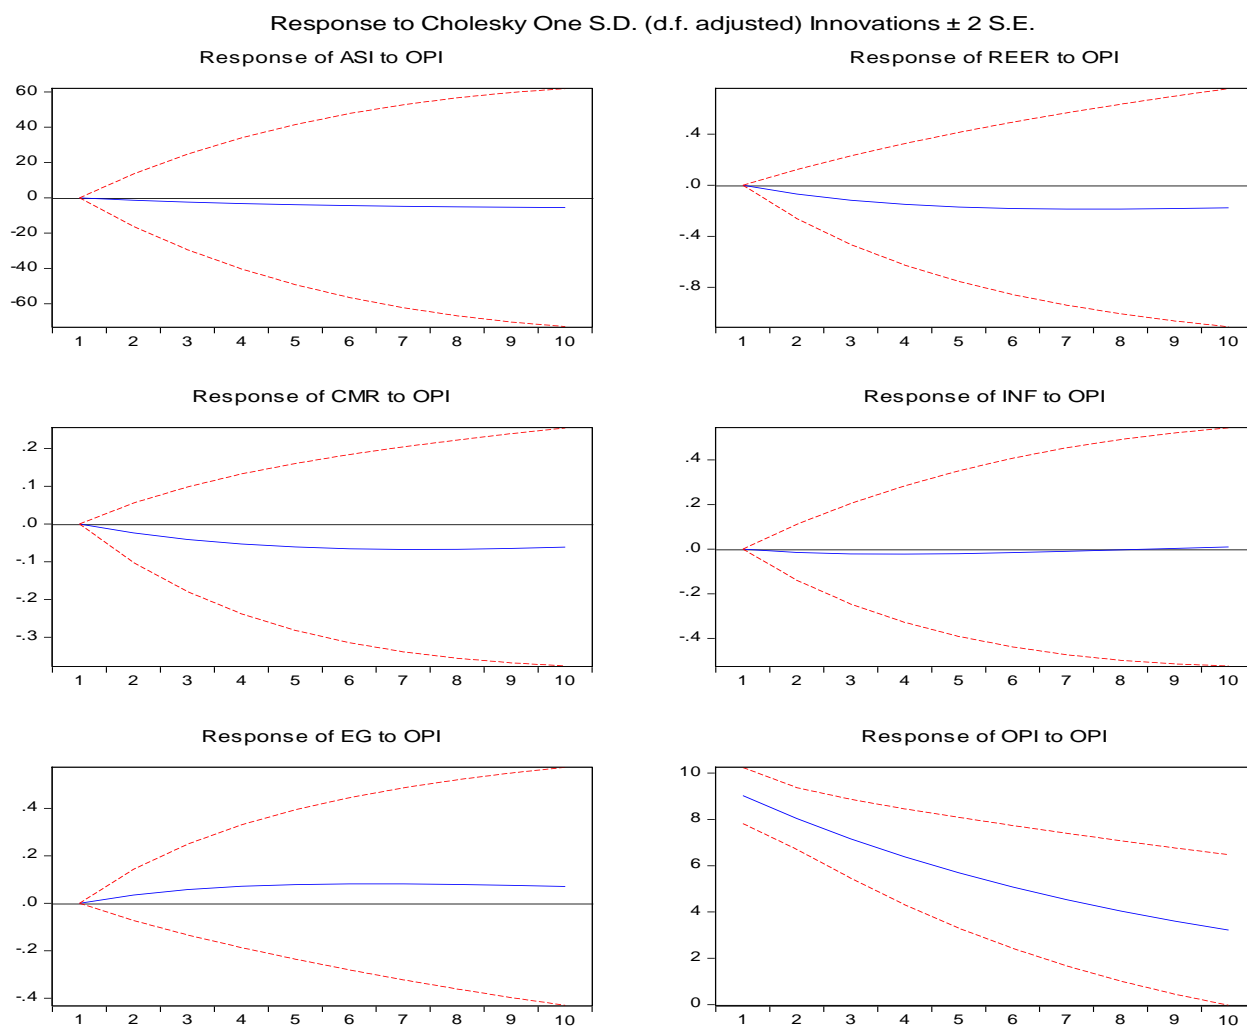 Response to Cholesky One S.D. (d.f. adjusted) Innovations ± 2 S.E.
Response of ASI to OPI
60
40
20
0
-20
-40
-60
1 2 3 4 5 6 7 8 9 10
Response of REER to OPI
.4
.0
-.4
-.8
1 2 3 4 5 6 7 8 9 10
Response of CMR to OPI
.2
.1
.0
-.1
-.2
-.3
1 2 3 4 5 6 7 8 9 10
Response of INF to OPI
.4
.2
.0
-.2
-.4
1 2 3 4 5 6 7 8 9 10
Response of EG to OPI
.4
.2
.0
-.2
-.4
1 2 3 4 5 6 7 8 9 10
Response of OPI to OPI
10
8
6
4
2
0
1 2 3 4 5 6 7 8 9 10